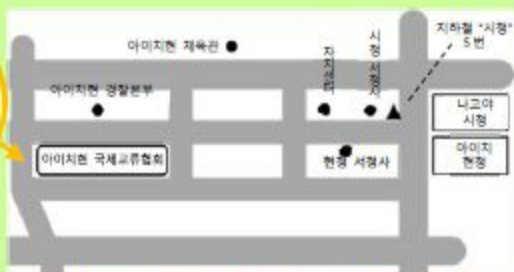 아이치현 체육관
자치센터
시청 서청사
지하철 "시청"
5번
아이치현 경찰본부
나고야
시청
아이치현 국제교류협회
현청 서청사
아이치
현청